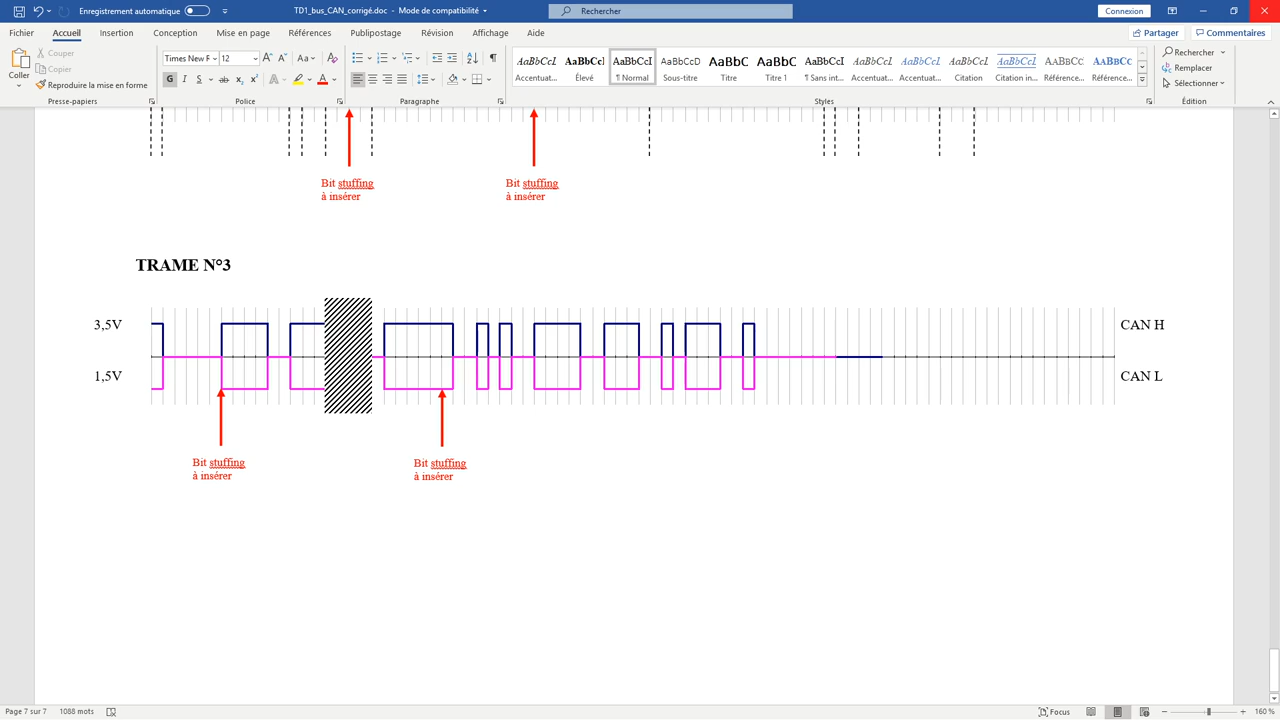 Enregistrement automatique
TD1_bus_CAN_corrigé.doc - Mode de compatibilité
Rechercher
Connexion
Fichier Accueil Insertion Conception Mise en page Références Publipostage Révision Affichage Aide
Partager Commentaires
Coller
Couper
Copier
Reproduire la mise en forme
Presse-papiers
Times New F 12
Police
Paragraphe
AaBbCcI AaBbCcI AaBbCcI AaBbCcD AaBbC AaBbC AaBbCcI AaBbCcI AaBbCcI AaBbCcI AaBbCcI AABBCC AABBCC
Accentuat... Élevé ¶ Normal Sous-titre Titre Titre 1 ¶ Sans int... Accentuat... Accentuat... Citation Citation in... Référence... Référence...
Styles
Rechercher
Remplacer
Sélectionner
Édition
Bit stuffing
à insérer
Bit stuffing
à insérer
TRAME N°3
3,5V
CAN H
1,5V
CAN L
Bit stuffing
à insérer
Bit stuffing
à insérer
Page 7 sur 7 1088 mots
Focus
160 %